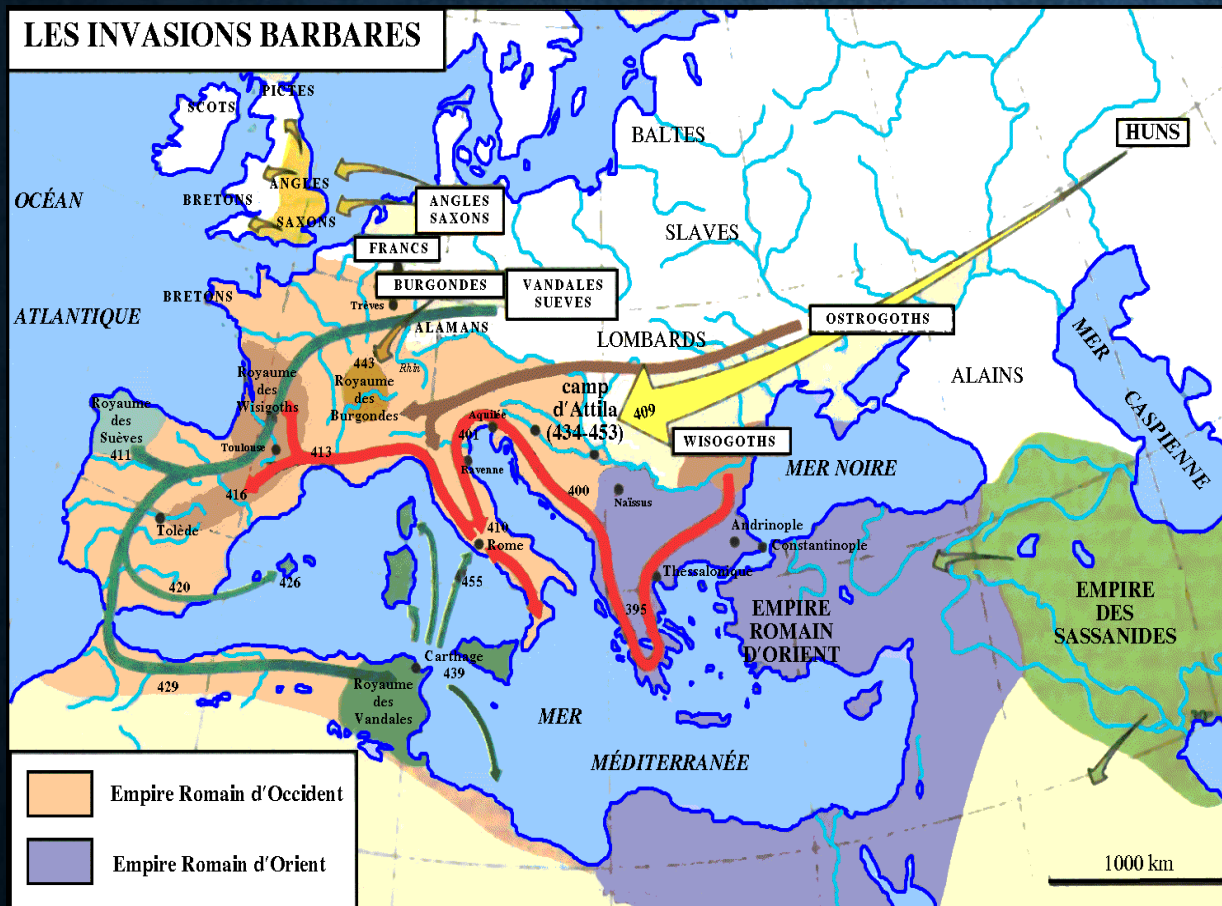 LES INVASIONS BARBARES
PICTES
SCOTS
BALTES
HUNS
OCÉAN
BRETONS
ANGLES
SAXONS
ANGLES
SAXONS
SLAVES
FRANCS
BURGONDES
VANDALES
SUEVES
BRETONS
Trèves
ATLANTIQUE
ALAMANS
LOMBARDS
OSTROGOTHS
MER
CASPIENNE
ALAINS
443
Royaume
des
Burgondes
Rhin
Royaume
des
Wisigoths
camp
d'Attila
(434-453)
409
WISOGOTHS
Royaume
des
Suèves
411
Toulouse
413
Aquilée
401
Ravenne
MER NOIRE
416
400
Naïssus
Tolède
410
Rome
Andrinople
Constantinople
Thessalonique
420
426
455
395
EMPIRE
ROMAIN
D'ORIENT
EMPIRE
DES
SASSANIDES
Carthage
439
429
Royaume
des
Vandales
MER
MÉDITERRANÉE
30°
Empire Romain d'Occident
Empire Romain d'Orient
1000 km